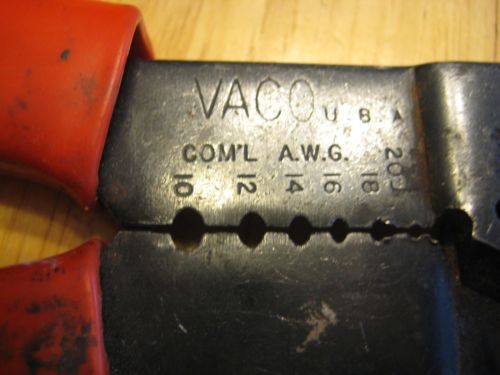 VACO U.S.A
COM'L A.W.G.
10 12 14 16 18 20